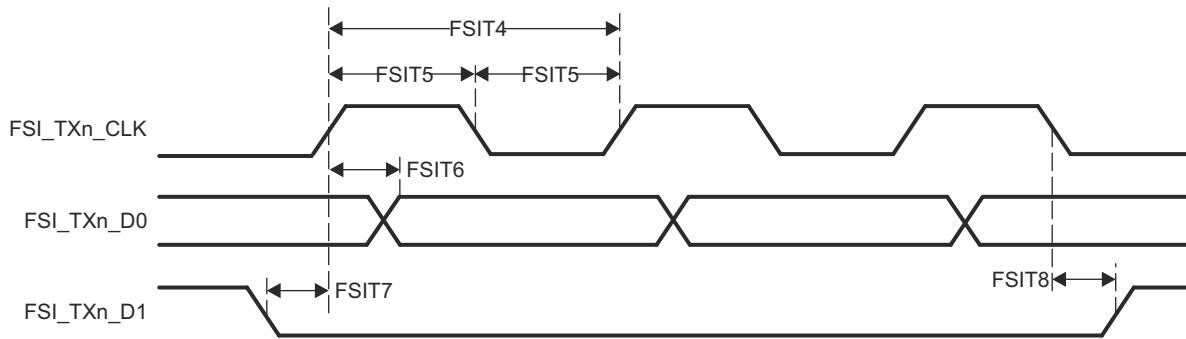 FSIT4
FSIT5
FSIT5
FSI_TXn_CLK
FSIT6
FSI_TXn_D0
FSIT7
FSIT8
FSI_TXn_D1